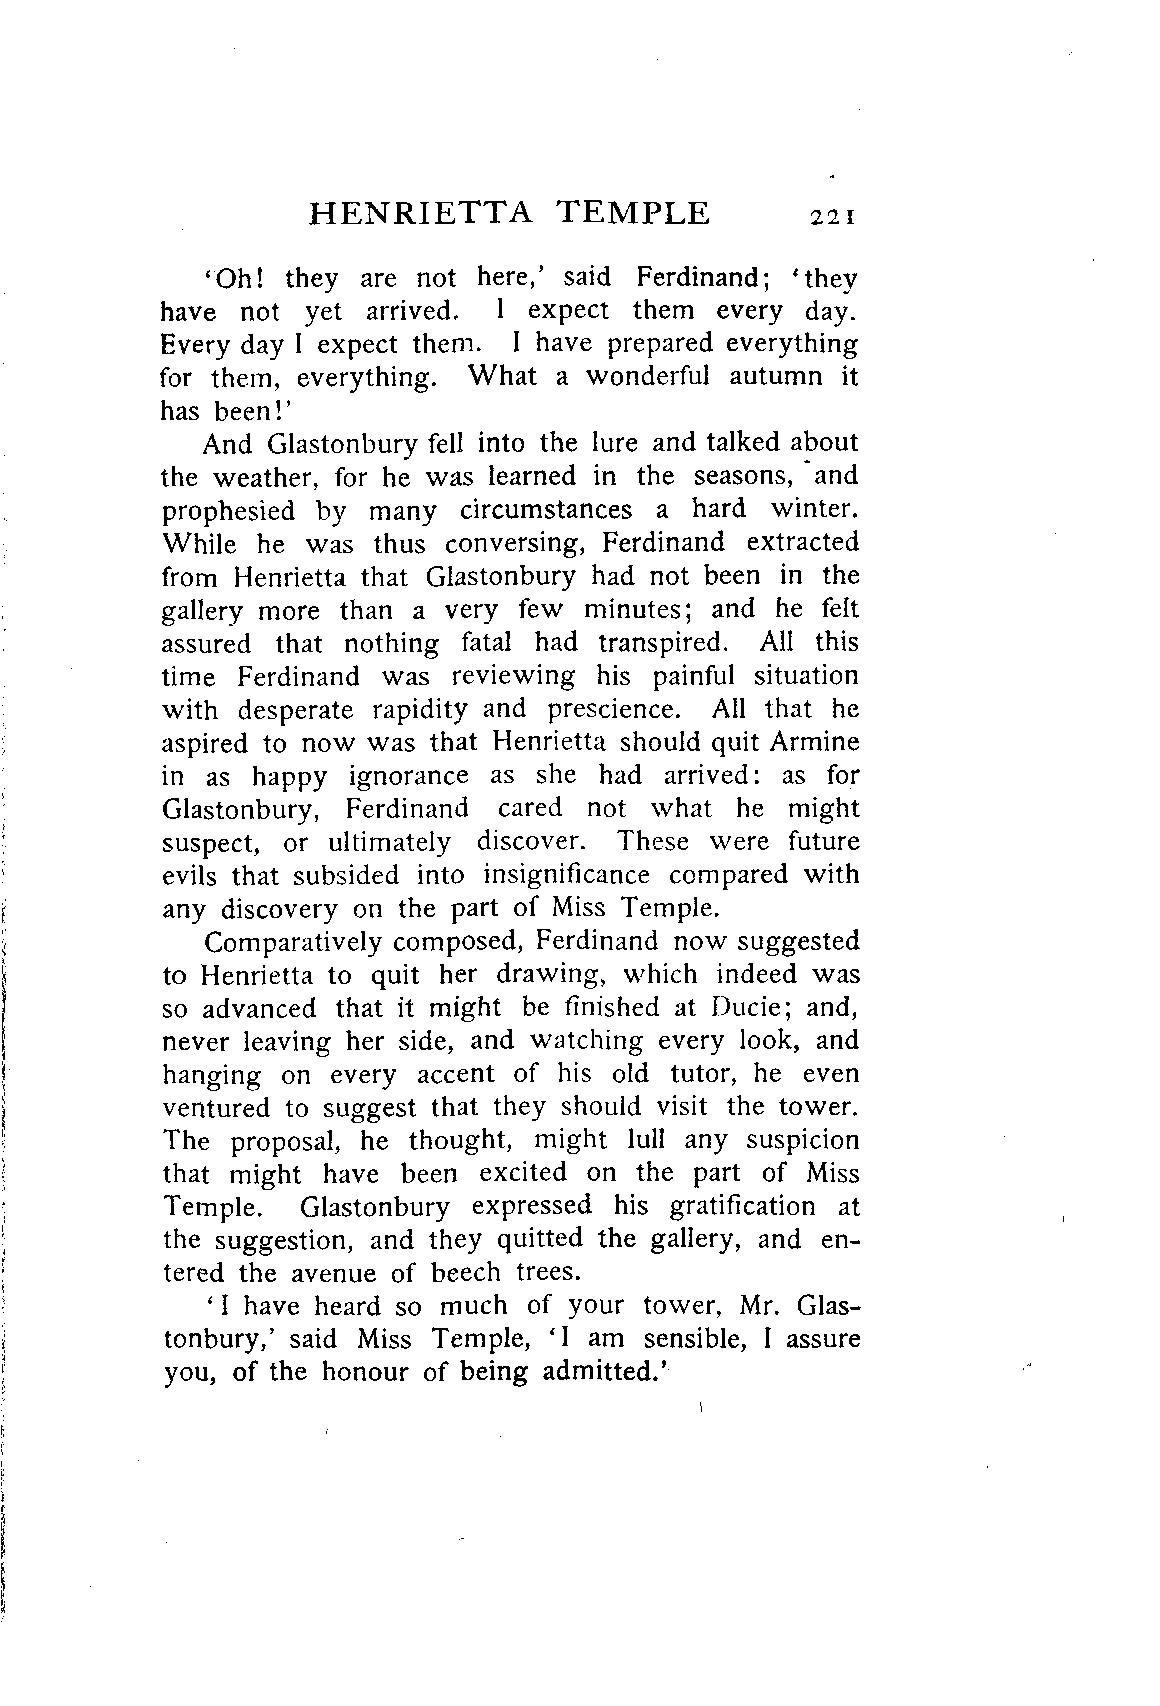 HENRIETTA TEMPLE 221
‘Oh! they are not here,’ said Ferdinand; ‘they
have not yet arrived. I expect them every day.
Every day I expect them. I have prepared everything
for them, everything. What a wonderful autumn it
has been!’
And Glastonbury fell into the lure and talked about
the weather, for he was learned in the seasons, and
prophesied by many circumstances a hard winter.
While he was thus conversing, Ferdinand extracted
from Henrietta that Glastonbury had not been in the
gallery more than a very few minutes; and he felt
assured that nothing fatal had transpired. All this
time Ferdinand was reviewing his painful situation
with desperate rapidity and prescience. All that he
aspired to now was that Henrietta should quit Armine
in as happy ignorance as she had arrived: as for
Glastonbury, Ferdinand cared not what he might
suspect, or ultimately discover. These were future
evils that subsided into insignificance compared with
any discovery on the part of Miss Temple.
Comparatively composed, Ferdinand now suggested
to Henrietta to quit her drawing, which indeed was
so advanced that it might be finished at Ducie; and,
never leaving her side, and watching every look, and
hanging on every accent of his old tutor, he even
ventured to suggest that they should visit the tower.
The proposal, he thought, might lull any suspicion
that might have been excited on the part of Miss
Temple. Glastonbury expressed his gratification at
the suggestion, and they quitted the gallery, and en-
tered the avenue of beech trees.
‘I have heard so much of your tower, Mr. Glas-
tonbury,’ said Miss Temple, ‘I am sensible, I assure
you, of the honour of being admitted.’